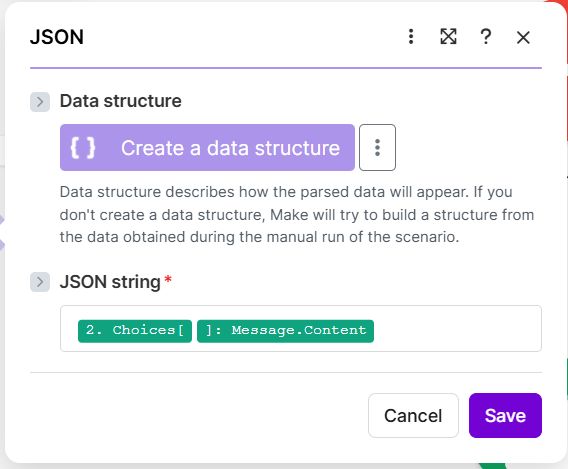 JSON
?
Data structure
{ } Create a data structure
Data structure describes how the parsed data will appear. If you
don't create a data structure, Make will try to build a structure from
the data obtained during the manual run of the scenario.
JSON string *
2. Choices[ ]: Message.Content
Cancel Save